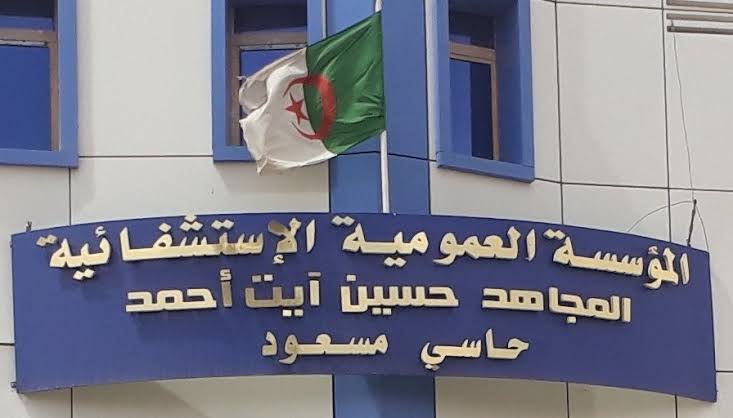 المؤسسة العمومية الإستشفائية
المجاهد حسين آيت أحمد
حاسي مسعود